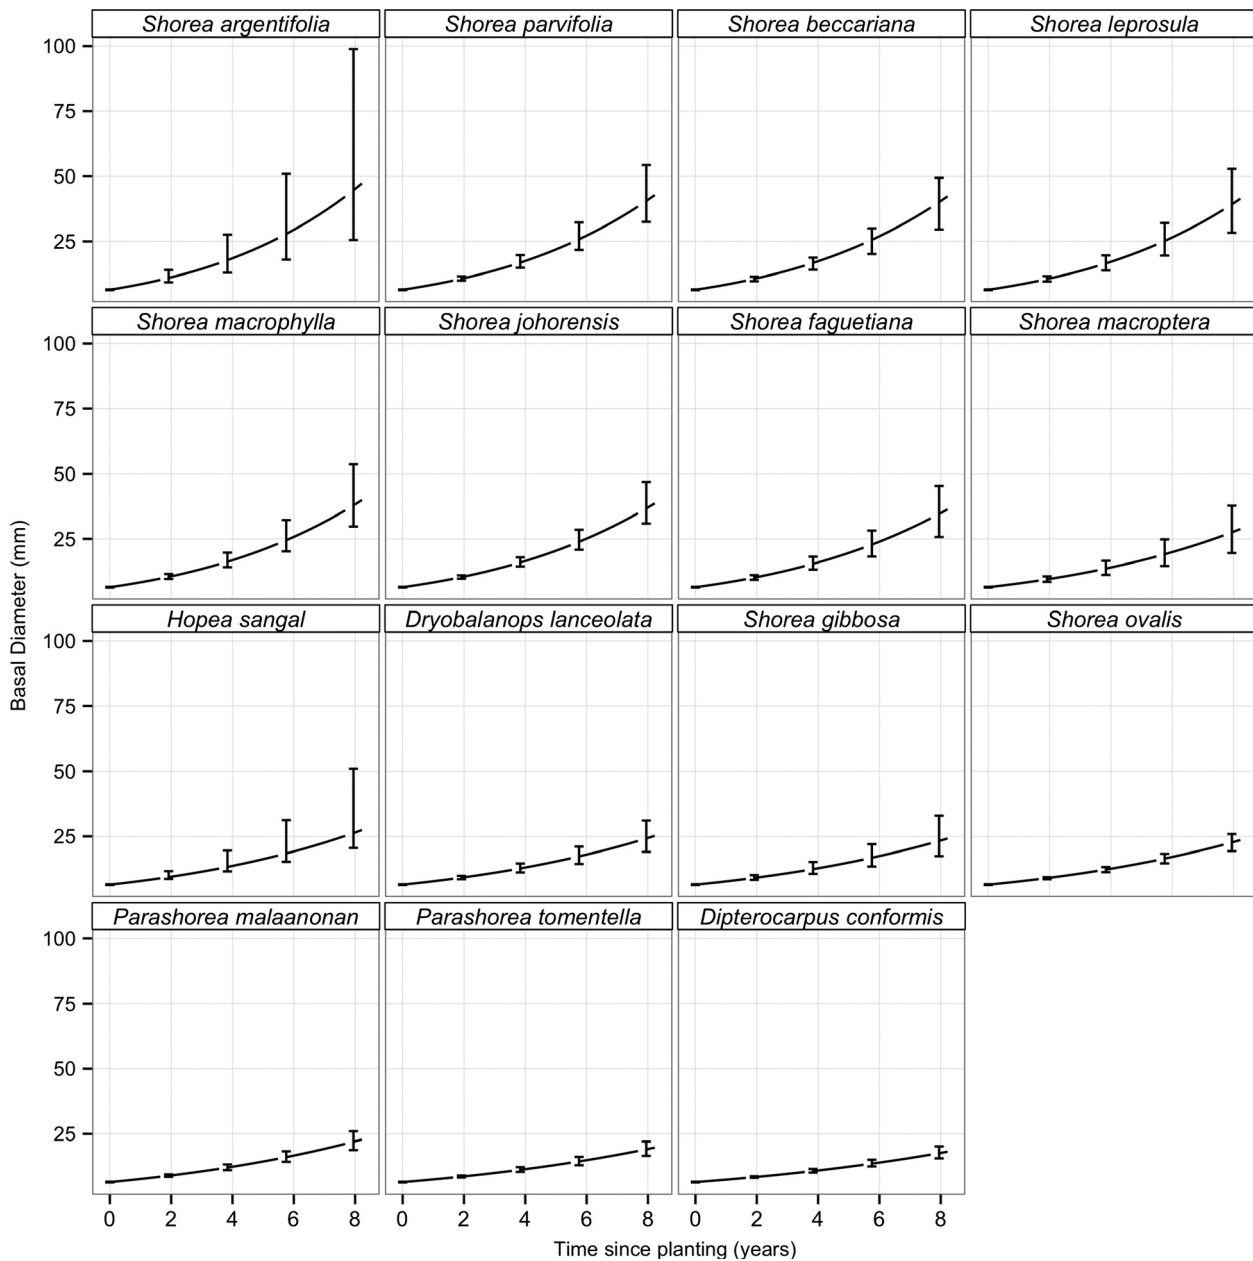 Shorea argentifolia
Shorea parvifolia
Shorea beccariana
Shorea leprosula
100
75
50
25
Shorea macrophylla
Shorea johorensis
Shorea faguetiana
Shorea macroptera
100
75
50
25
Basal Diameter (mm)
Hopea sangal
Dryobalanops lanceolata
Shorea gibbosa
Shorea ovalis
100
75
50
25
Parashorea malaanonan
Parashorea tomentella
Dipterocarpus conformis
100
75
50
25
0 2 4 6 8
0 2 4 6 8
0 2 4 6 8
Time since planting (years)